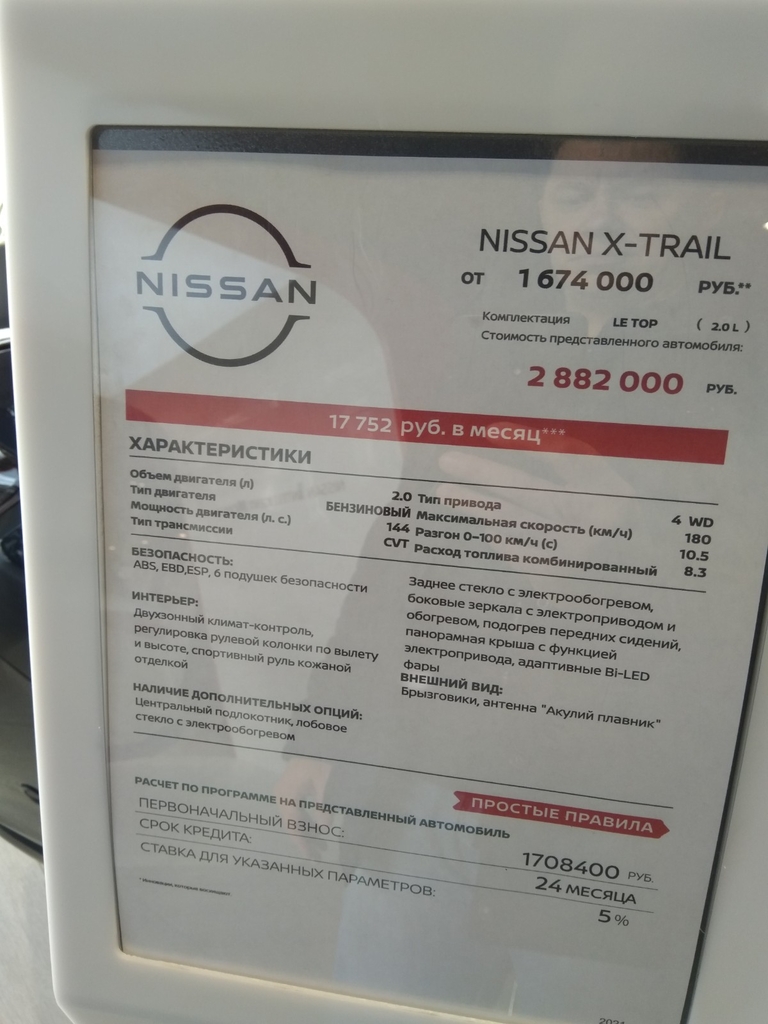 NISSAN
NISSAN X-TRAIL
ОТ 1 674 000 РУБ.**
Комплектация LE TOP ( 2.0 L )
Стоимость представленного автомобиля:
2 882 000 РУБ.
17 752 руб. в месяц***
ХАРАКТЕРИСТИКИ
Объем двигателя (л) 2.0
Тип двигателя БЕНЗИНОВЫЙ
Мощность двигателя (л. с.) 144
Тип трансмиссии CVT
Тип привода 4 WD
Максимальная скорость (км/ч) 180
Разгон 0–100 км/ч (с) 10.5
Расход топлива комбинированный 8.3
БЕЗОПАСНОСТЬ:
ABS, EBD,ESP, 6 подушек безопасности
ИНТЕРЬЕР:
Двухзонный климат-контроль,
регулировка рулевой колонки по вылету
и высоте, спортивный руль кожаной
отделкой
НАЛИЧИЕ ДОПОЛНИТЕЛЬНЫХ ОПЦИЙ:
Центральный подлокотник, лобовое
стекло с электрообогревом
Заднее стекло с электрообогревом,
боковые зеркала с электроприводом и
обогревом, подогрев передних сидений,
панорамная крыша с функцией
электропривода, адаптивные Bi-LED
фары
ВНЕШНИЙ ВИД:
Брызговики, антенна "Акулий плавник"
РАСЧЕТ ПО ПРОГРАММЕ НА ПРЕДСТАВЛЕННЫЙ АВТОМОБИЛЬ
ПРОСТЫЕ ПРАВИЛА
ПЕРВОНАЧАЛЬНЫЙ ВЗНОС: 1708400 РУБ.
СРОК КРЕДИТА: 24 МЕСЯЦА
СТАВКА ДЛЯ УКАЗАННЫХ ПАРАМЕТРОВ: 5 %